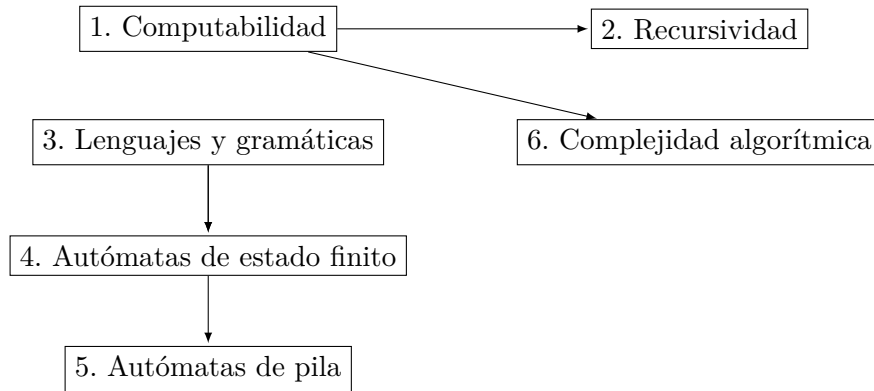 1. Computabilidad
2. Recursividad
3. Lenguajes y gramáticas
6. Complejidad algorítmica
4. Autómatas de estado finito
5. Autómatas de pila